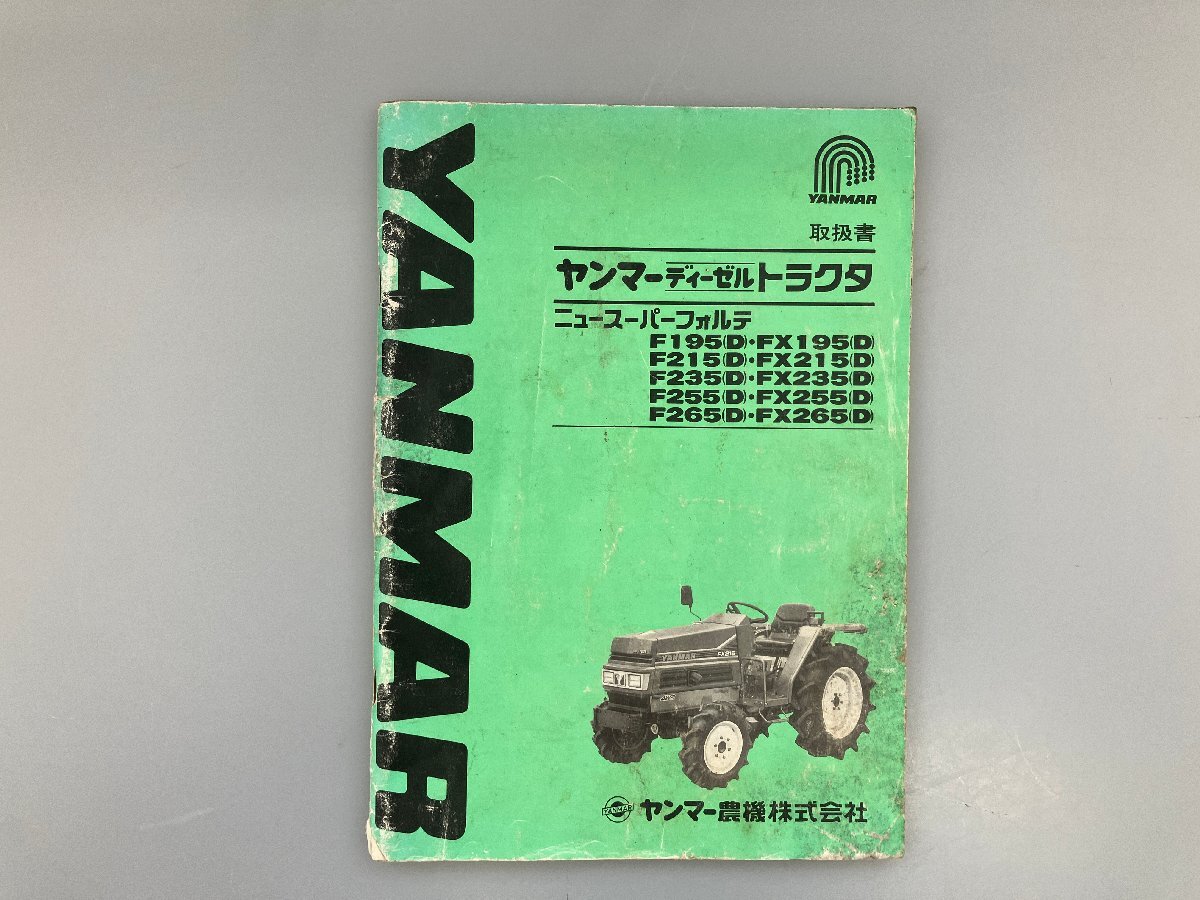 YANMAR
YANMAR
取扱書
ヤンマーディーゼルトラクタ
ニュースーパーフォルテ
F195(D)・FX195(D)
F215(D)・FX215(D)
F235(D)・FX235(D)
F255(D)・FX255(D)
F265(D)・FX265(D)
YANMAR FX215
YANMAR ヤンマー農機株式会社